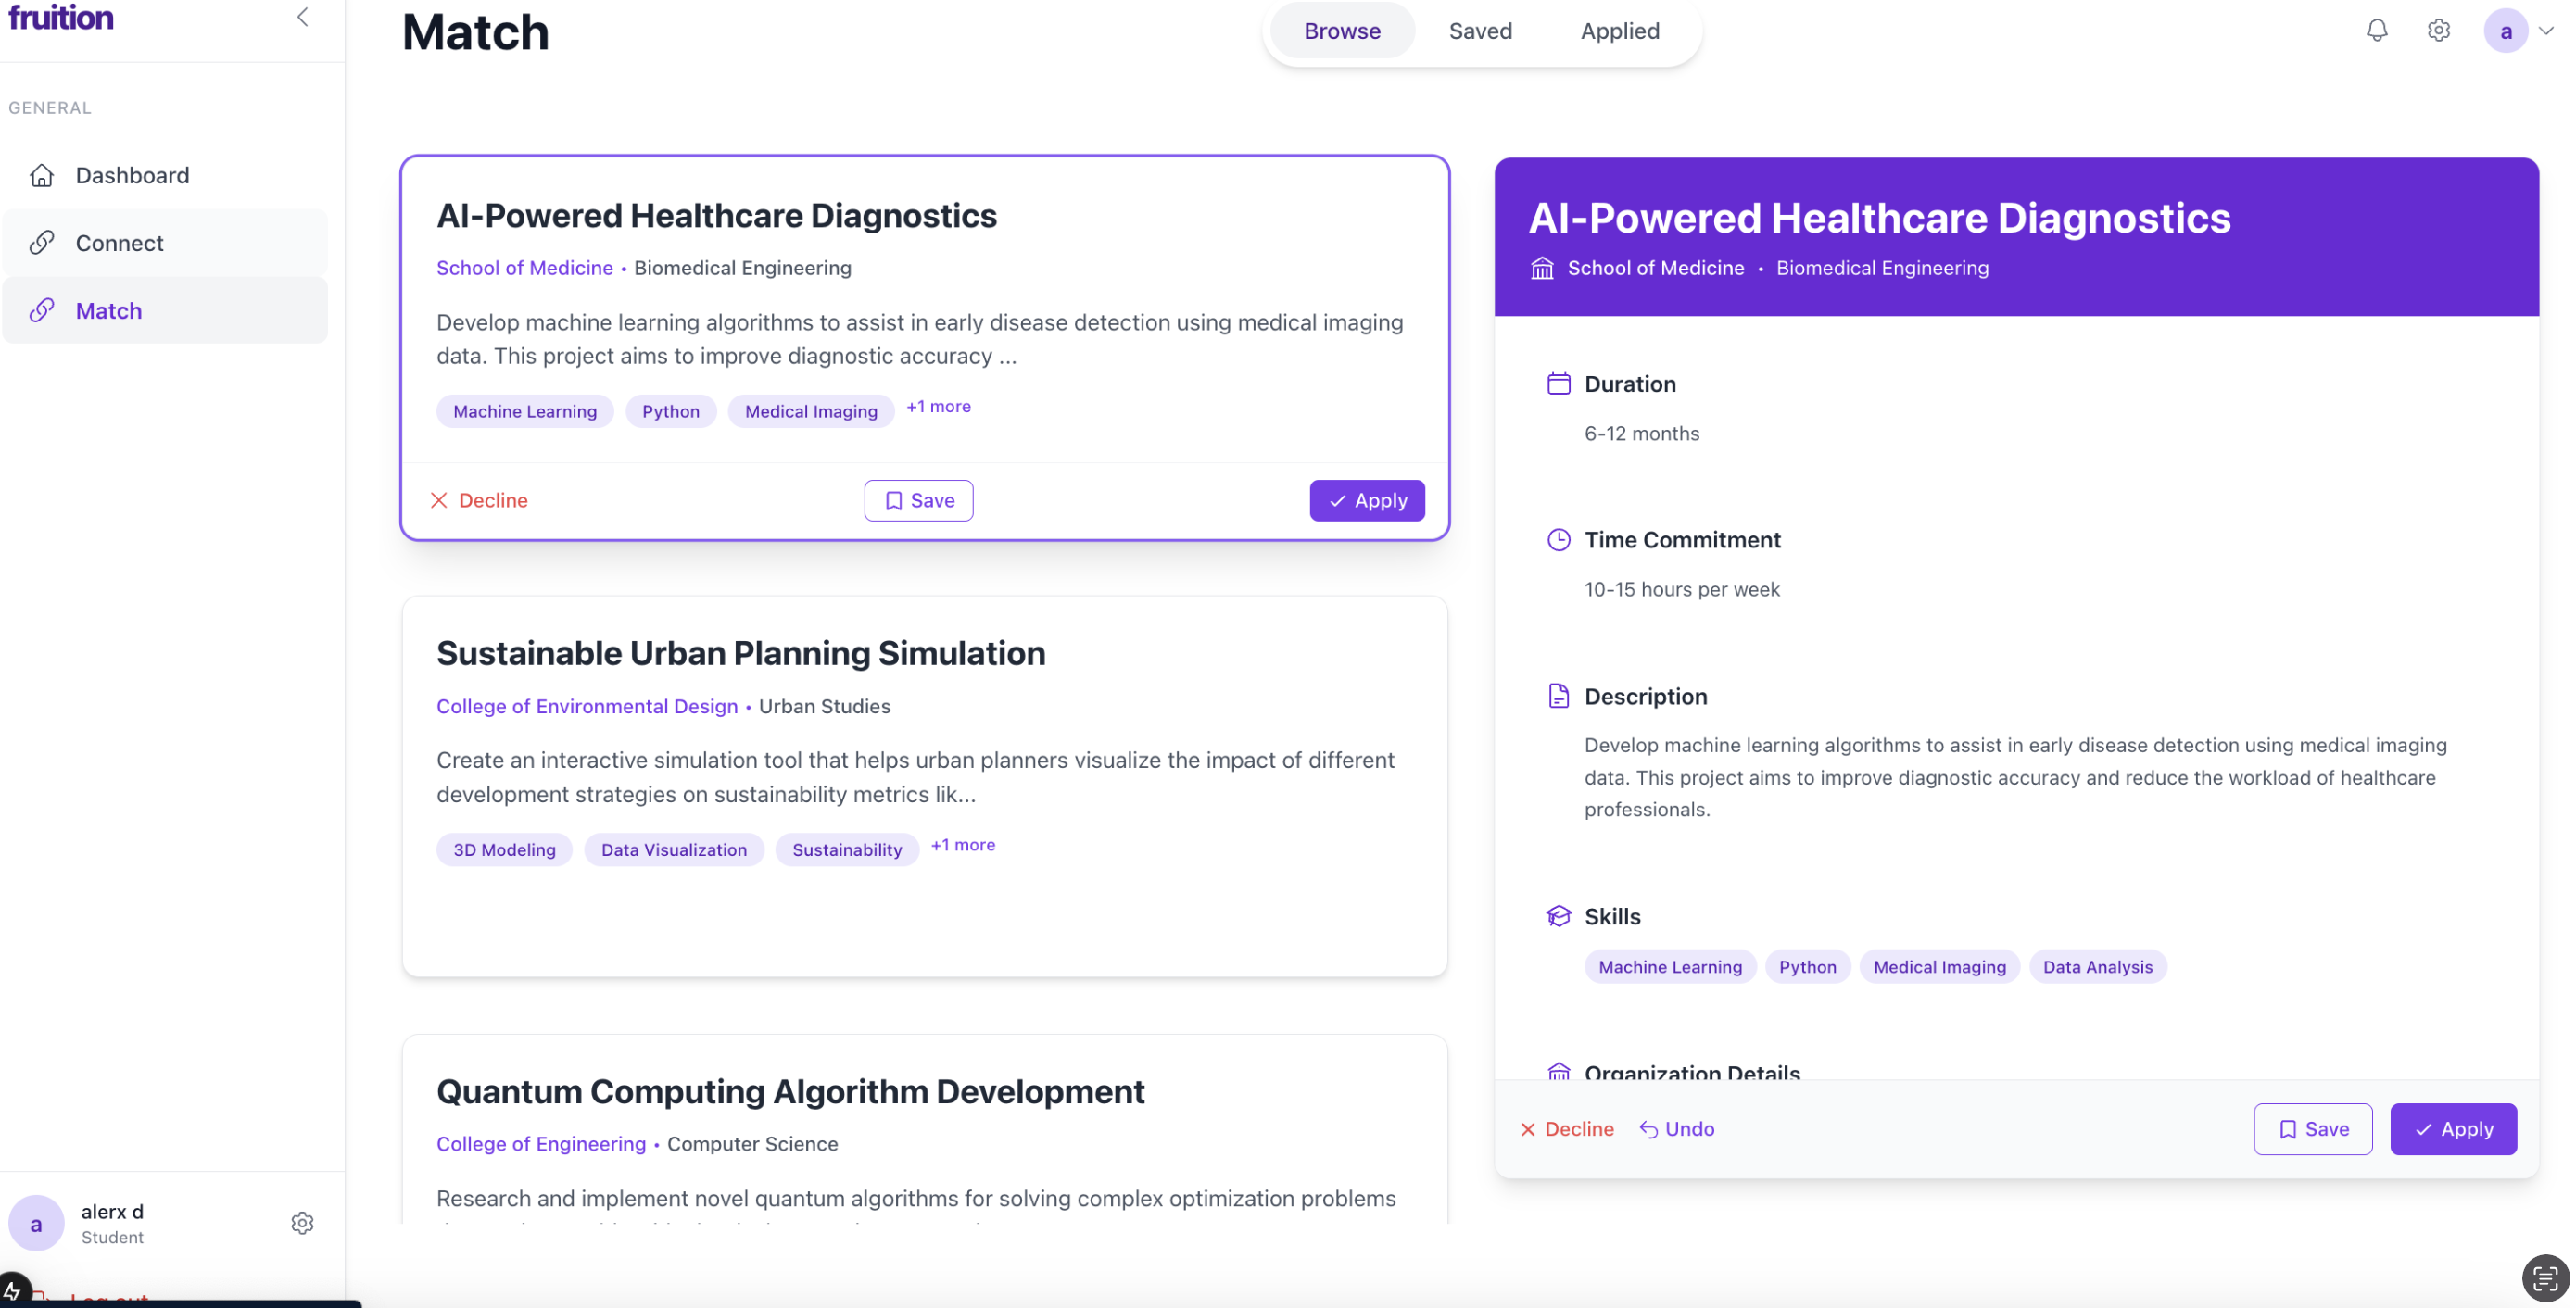 fruition
GENERAL
Dashboard
Connect
Match
alerx d
a
Student
Log out
Match
Browse
Saved
Applied
a
AI-Powered Healthcare Diagnostics
School of Medicine • Biomedical Engineering
Develop machine learning algorithms to assist in early disease detection using medical imaging
data. This project aims to improve diagnostic accuracy ...
Machine Learning
Python
Medical Imaging
+1 more
Decline
Save
Apply
Sustainable Urban Planning Simulation
College of Environmental Design • Urban Studies
Create an interactive simulation tool that helps urban planners visualize the impact of different
development strategies on sustainability metrics lik...
3D Modeling
Data Visualization
Sustainability
+1 more
Quantum Computing Algorithm Development
College of Engineering • Computer Science
Research and implement novel quantum algorithms for solving complex optimization problems
AI-Powered Healthcare Diagnostics
School of Medicine • Biomedical Engineering
Duration
6-12 months
Time Commitment
10-15 hours per week
Description
Develop machine learning algorithms to assist in early disease detection using medical imaging
data. This project aims to improve diagnostic accuracy and reduce the workload of healthcare
professionals.
Skills
Machine Learning
Python
Medical Imaging
Data Analysis
Organization Details
Decline
Undo
Save
Apply